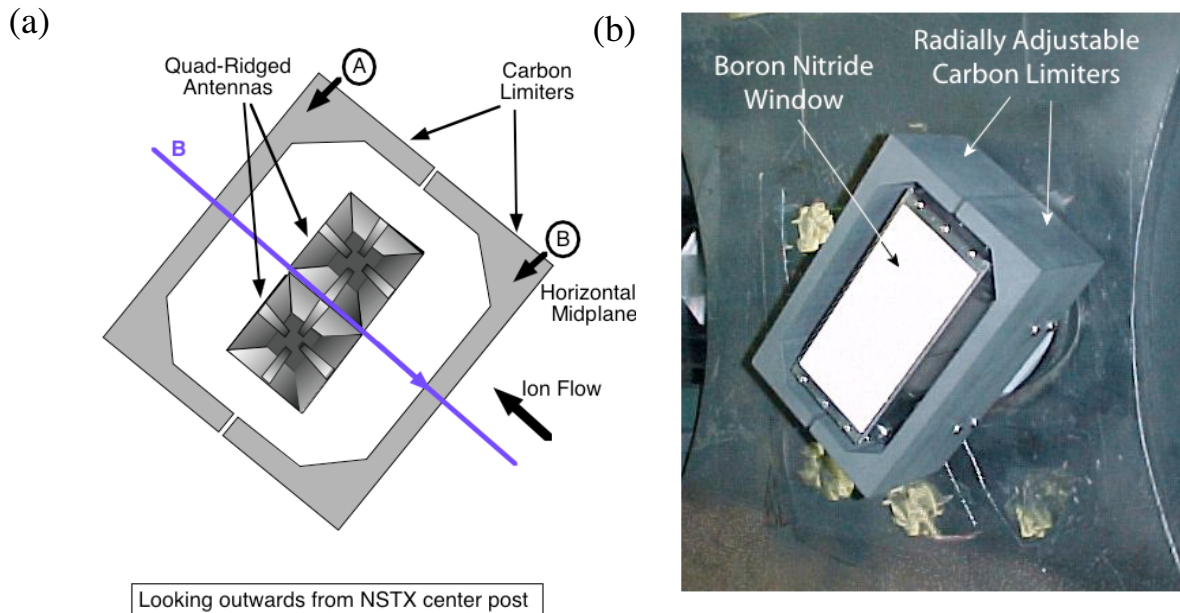 (a)
Quad-Ridged
Antennas
A
Carbon
Limiters
B
B
Horizontal
Midplane
Ion Flow
Looking outwards from NSTX center post
(b)
Boron Nitride
Window
Radially Adjustable
Carbon Limiters